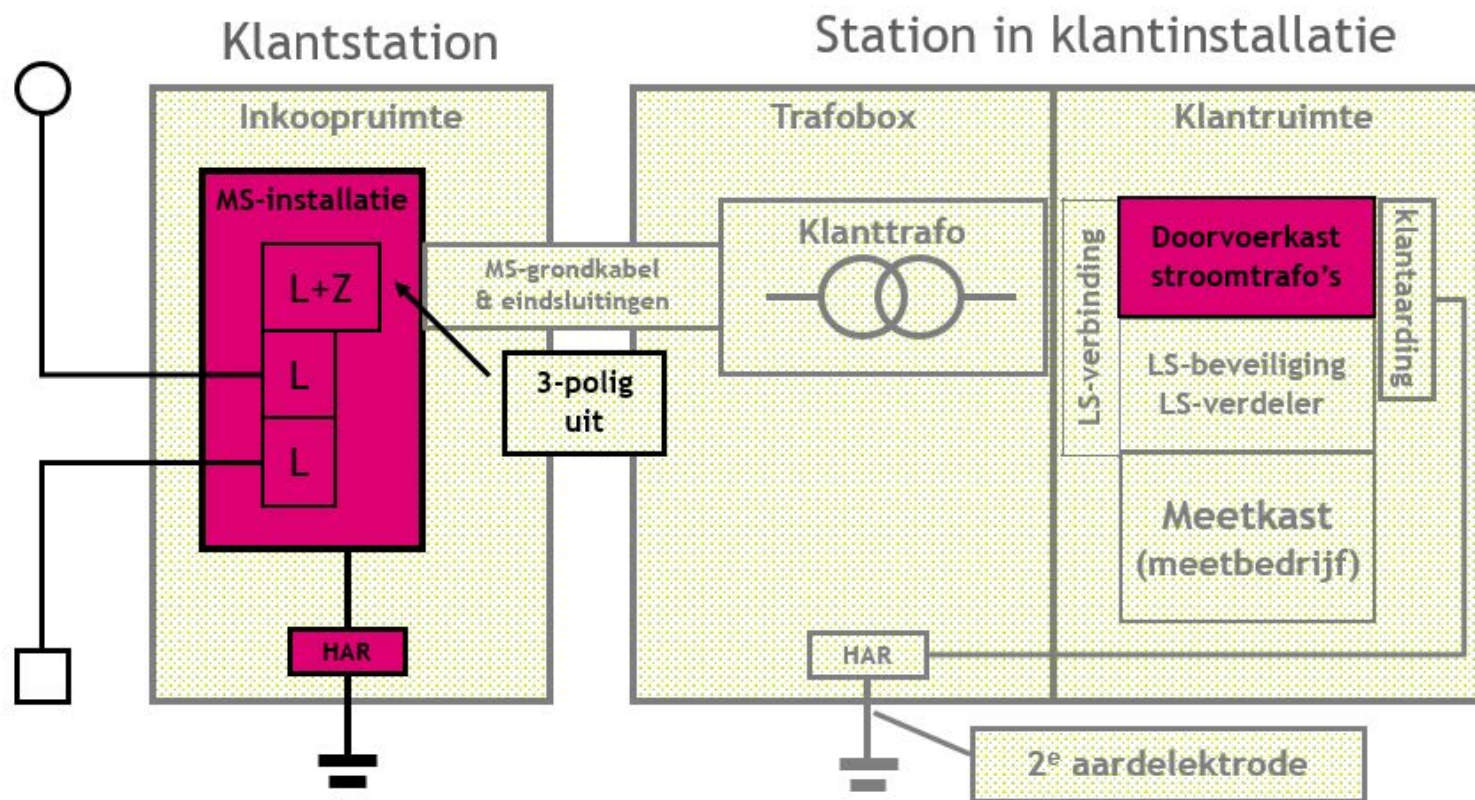 Klantstation
Station in klantinstallatie
Inkoopruimte
Trafobox
Klantruimte
MS-installatie
L+Z
L
L
MS-grondkabel
& eindsluitingen
3-polig
uit
HAR
Klanttrafo
LS-verbinding
Doorvoerkast
stroomtrafo's
klantaarding
LS-beveiliging
LS-verdeler
Meetkast
(meetbedrijf)
HAR
2e aardelektrode